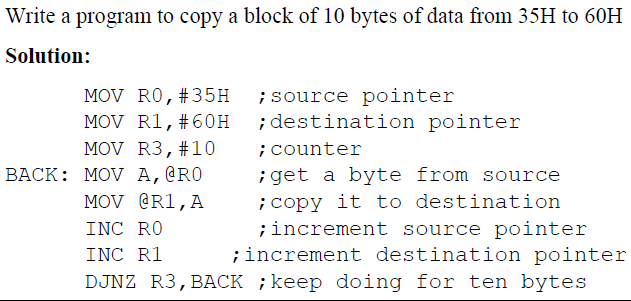 Write a program to copy a block of 10 bytes of data from 35H to 60H
Solution:
MOV R0,#35H ;source pointer
MOV R1,#60H ;destination pointer
MOV R3,#10 ;counter
BACK: MOV A,@R0 ;get a byte from source
MOV @R1,A ;copy it to destination
INC R0 ;increment source pointer
INC R1 ;increment destination pointer
DJNZ R3,BACK ;keep doing for ten bytes